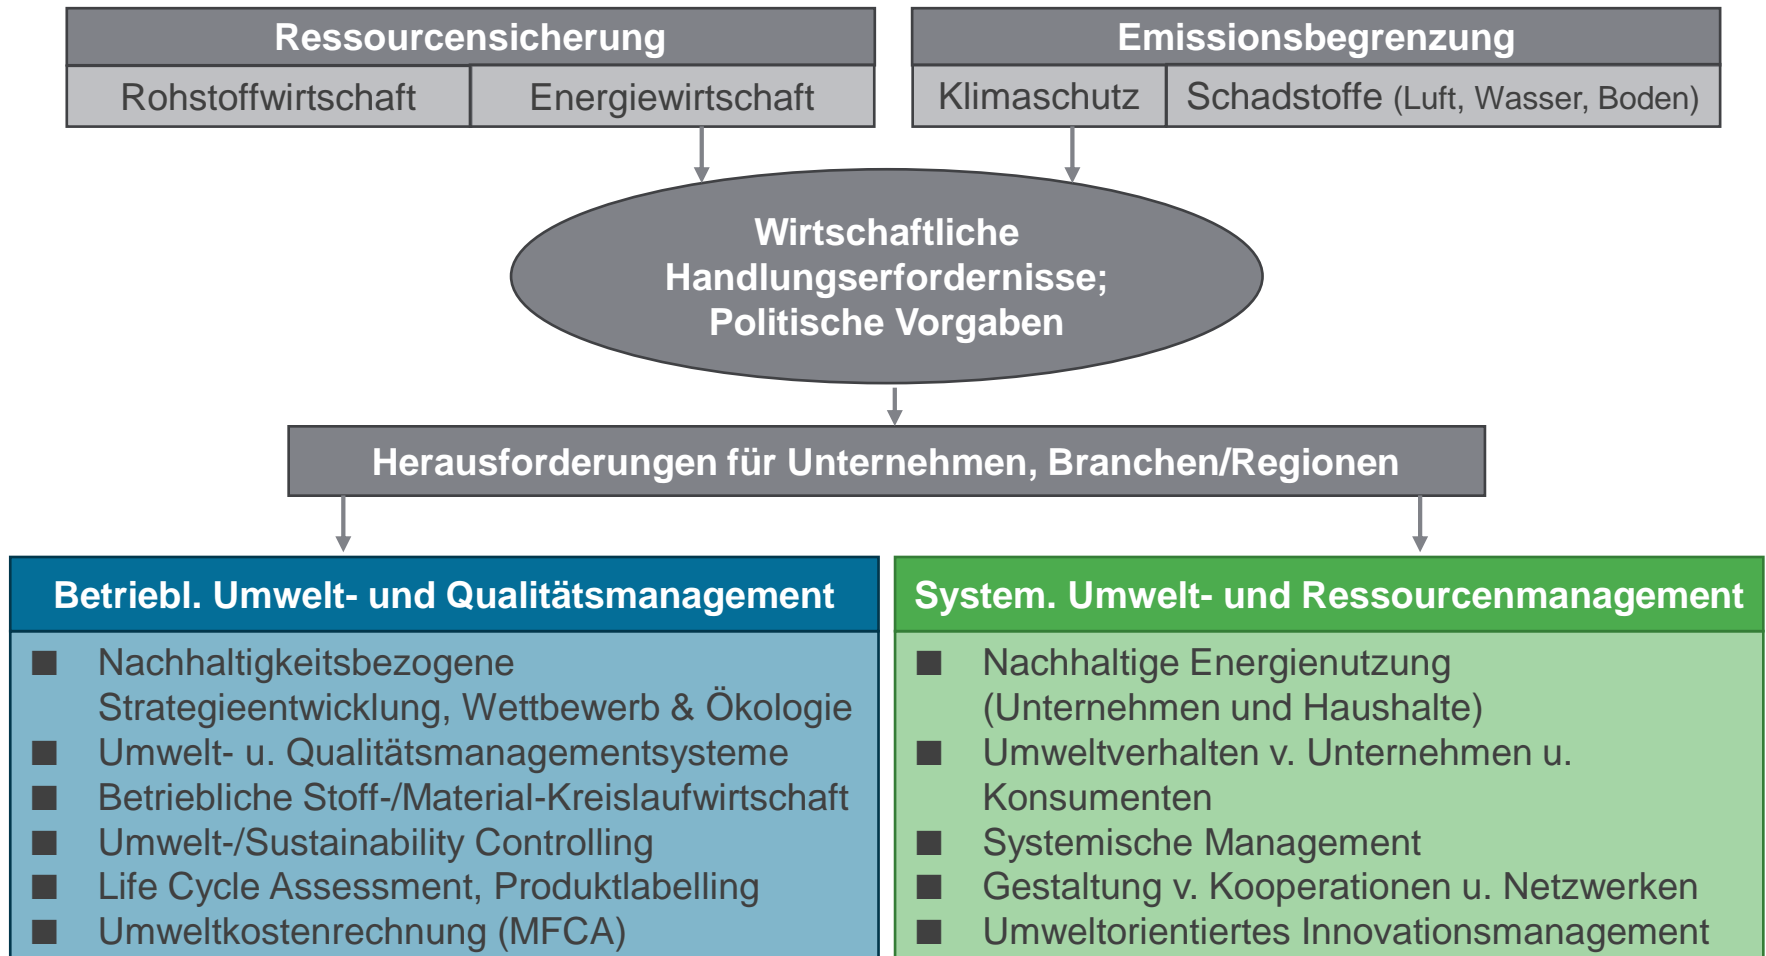 Ressourcensicherung
Rohstoffwirtschaft
Energiewirtschaft
Emissionsbegrenzung
Klimaschutz
Schadstoffe (Luft, Wasser, Boden)
Wirtschaftliche
Handlungserfordernisse;
Politische Vorgaben
Herausforderungen für Unternehmen, Branchen/Regionen
Betriebl. Umwelt- und Qualitätsmanagement
■ Nachhaltigkeitsbezogene
Strategieentwicklung, Wettbewerb & Ökologie
■ Umwelt- u. Qualitätsmanagementsysteme
■ Betriebliche Stoff-/Material-Kreislaufwirtschaft
■ Umwelt-/Sustainability Controlling
■ Life Cycle Assessment, Produktlabelling
■ Umweltkostenrechnung (MFCA)
System. Umwelt- und Ressourcenmanagement
■ Nachhaltige Energienutzung
(Unternehmen und Haushalte)
■ Umweltverhalten v. Unternehmen u.
Konsumenten
■ Systemische Management
■ Gestaltung v. Kooperationen u. Netzwerken
■ Umweltorientiertes Innovationsmanagement